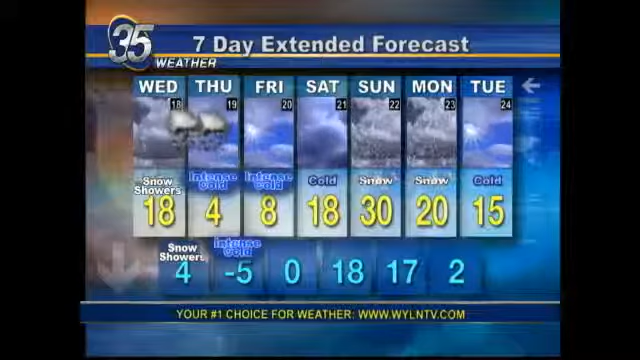 35
WEATHER
7 Day Extended Forecast
WED THU FRI SAT SUN MON TUE
18 19 20 21 22 23 24
Snow Showers Intense Cold Intense Cold Cold Snow Snow Cold
18 4 8 18 30 20 15
Snow Showers Intense Cold
4 -5 0 18 17 2
YOUR #1 CHOICE FOR WEATHER: WWW.WYLNTV.COM